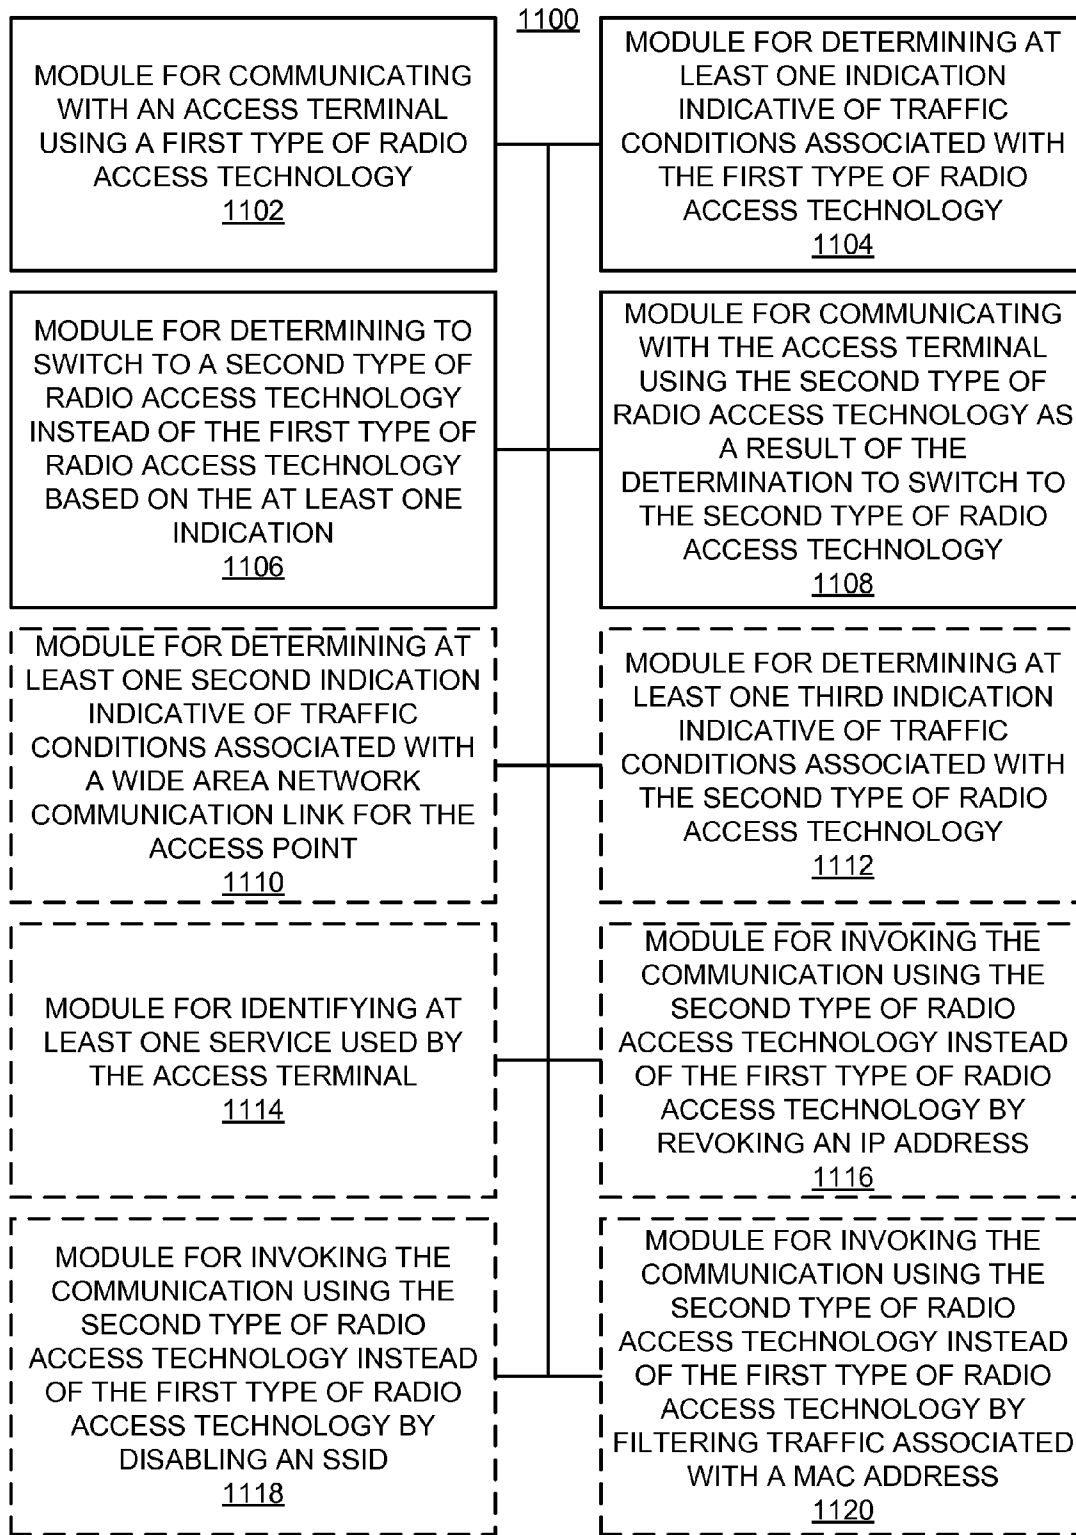 1100
MODULE FOR COMMUNICATING
WITH AN ACCESS TERMINAL
USING A FIRST TYPE OF RADIO
ACCESS TECHNOLOGY
1102
MODULE FOR DETERMINING AT
LEAST ONE INDICATION
INDICATIVE OF TRAFFIC
CONDITIONS ASSOCIATED WITH
THE FIRST TYPE OF RADIO
ACCESS TECHNOLOGY
1104
MODULE FOR DETERMINING TO
SWITCH TO A SECOND TYPE OF
RADIO ACCESS TECHNOLOGY
INSTEAD OF THE FIRST TYPE OF
RADIO ACCESS TECHNOLOGY
BASED ON THE AT LEAST ONE
INDICATION
1106
MODULE FOR COMMUNICATING
WITH THE ACCESS TERMINAL
USING THE SECOND TYPE OF
RADIO ACCESS TECHNOLOGY AS
A RESULT OF THE
DETERMINATION TO SWITCH TO
THE SECOND TYPE OF RADIO
ACCESS TECHNOLOGY
1108
MODULE FOR DETERMINING AT
LEAST ONE SECOND INDICATION
INDICATIVE OF TRAFFIC
CONDITIONS ASSOCIATED WITH
A WIDE AREA NETWORK
COMMUNICATION LINK FOR THE
ACCESS POINT
1110
MODULE FOR DETERMINING AT
LEAST ONE THIRD INDICATION
INDICATIVE OF TRAFFIC
CONDITIONS ASSOCIATED WITH
THE SECOND TYPE OF RADIO
ACCESS TECHNOLOGY
1112
MODULE FOR IDENTIFYING AT
LEAST ONE SERVICE USED BY
THE ACCESS TERMINAL
1114
MODULE FOR INVOKING THE
COMMUNICATION USING THE
SECOND TYPE OF RADIO
ACCESS TECHNOLOGY INSTEAD
OF THE FIRST TYPE OF RADIO
ACCESS TECHNOLOGY BY
REVOKING AN IP ADDRESS
1116
MODULE FOR INVOKING THE
COMMUNICATION USING THE
SECOND TYPE OF RADIO
ACCESS TECHNOLOGY INSTEAD
OF THE FIRST TYPE OF RADIO
ACCESS TECHNOLOGY BY
DISABLING AN SSID
1118
MODULE FOR INVOKING THE
COMMUNICATION USING THE
SECOND TYPE OF RADIO
ACCESS TECHNOLOGY INSTEAD
OF THE FIRST TYPE OF RADIO
ACCESS TECHNOLOGY BY
FILTERING TRAFFIC ASSOCIATED
WITH A MAC ADDRESS
1120